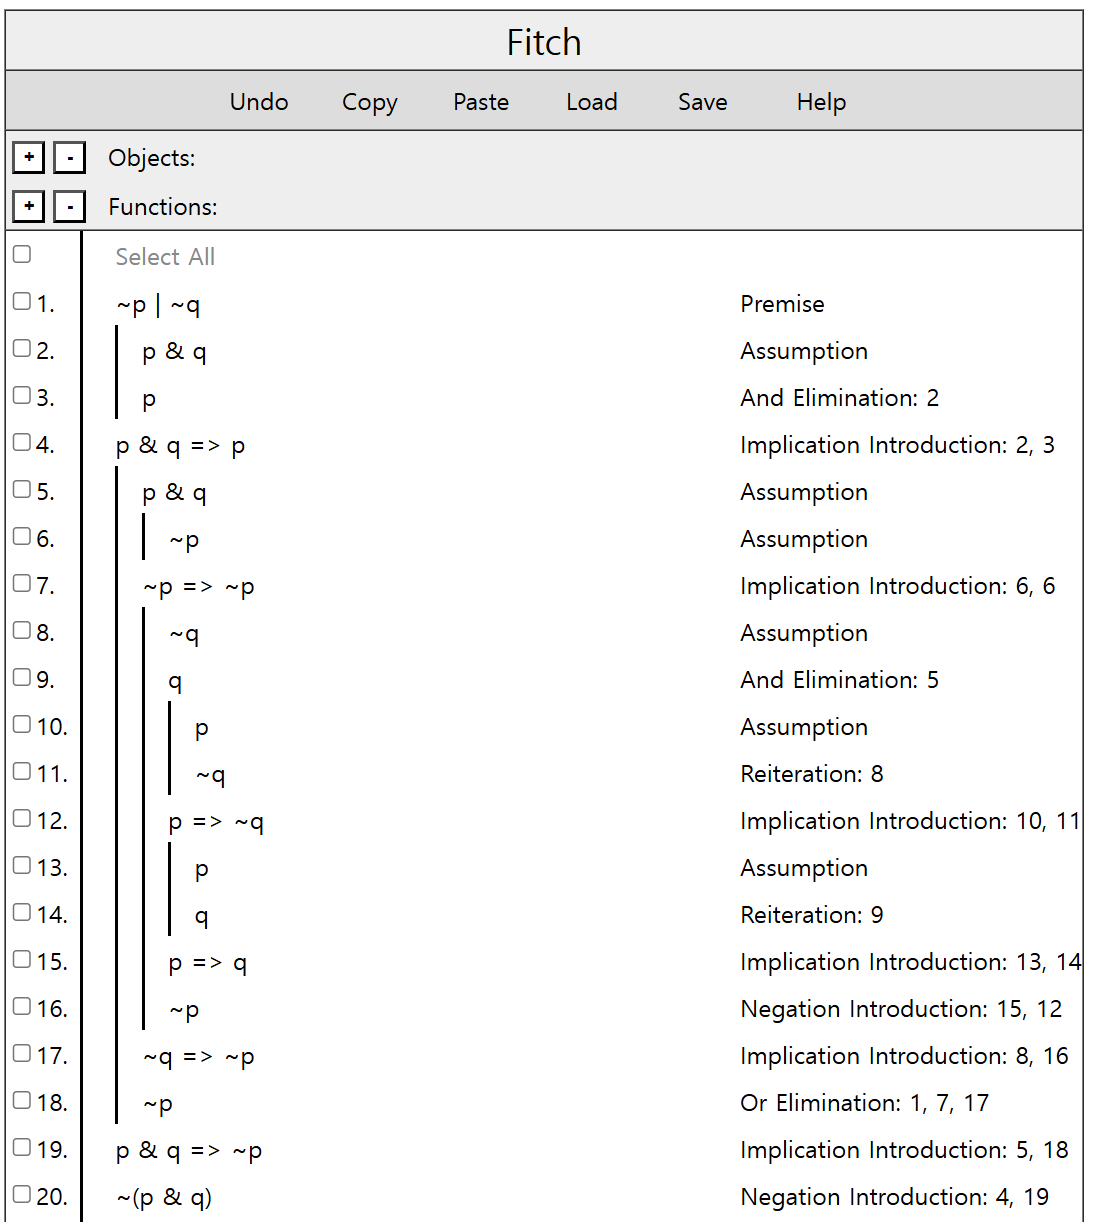 Fitch
Undo Copy Paste Load Save Help
+ - Objects:
+ - Functions:
Select All
1. ~p | ~q Premise
2. p & q Assumption
3. p And Elimination: 2
4. p & q => p Implication Introduction: 2, 3
5. p & q Assumption
6. ~p Assumption
7. ~p => ~p Implication Introduction: 6, 6
8. ~q Assumption
9. q And Elimination: 5
10. p Assumption
11. ~q Reiteration: 8
12. p => ~q Implication Introduction: 10, 11
13. p Assumption
14. q Reiteration: 9
15. p => q Implication Introduction: 13, 14
16. ~p Negation Introduction: 15, 12
17. ~q => ~p Implication Introduction: 8, 16
18. ~p Or Elimination: 1, 7, 17
19. p & q => ~p Implication Introduction: 5, 18
20. ~(p & q) Negation Introduction: 4, 19